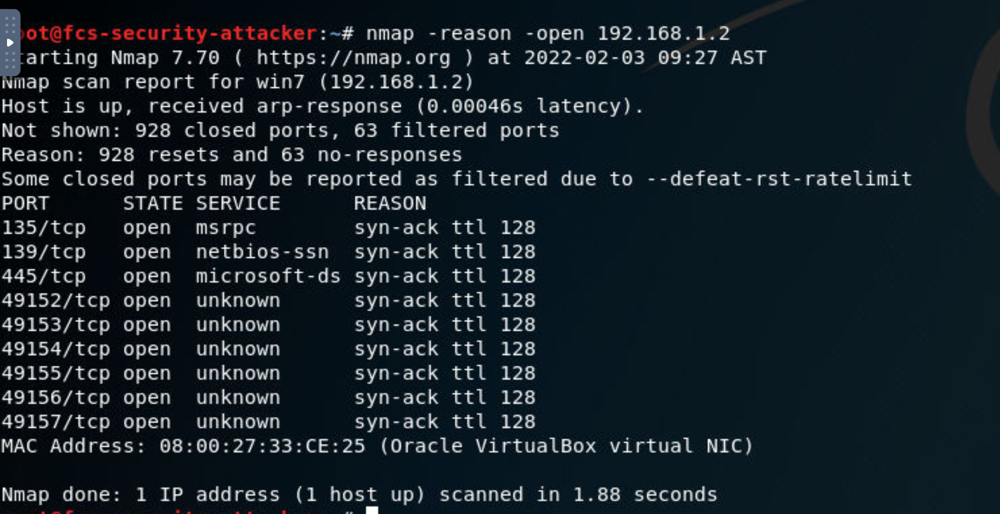 ot@fcs-security-attacker:~# nmap -reason -open 192.168.1.2
tarting Nmap 7.70 ( https://nmap.org ) at 2022-02-03 09:27 AST
Nmap scan report for win7 (192.168.1.2)
Host is up, received arp-response (0.00046s latency).
Not shown: 928 closed ports, 63 filtered ports
Reason: 928 resets and 63 no-responses
Some closed ports may be reported as filtered due to --defeat-rst-ratelimit
PORT      STATE SERVICE      REASON
135/tcp   open  msrpc        syn-ack ttl 128
139/tcp   open  netbios-ssn  syn-ack ttl 128
445/tcp   open  microsoft-ds syn-ack ttl 128
49152/tcp open  unknown      syn-ack ttl 128
49153/tcp open  unknown      syn-ack ttl 128
49154/tcp open  unknown      syn-ack ttl 128
49155/tcp open  unknown      syn-ack ttl 128
49156/tcp open  unknown      syn-ack ttl 128
49157/tcp open  unknown      syn-ack ttl 128
MAC Address: 08:00:27:33:CE:25 (Oracle VirtualBox virtual NIC)
Nmap done: 1 IP address (1 host up) scanned in 1.88 seconds